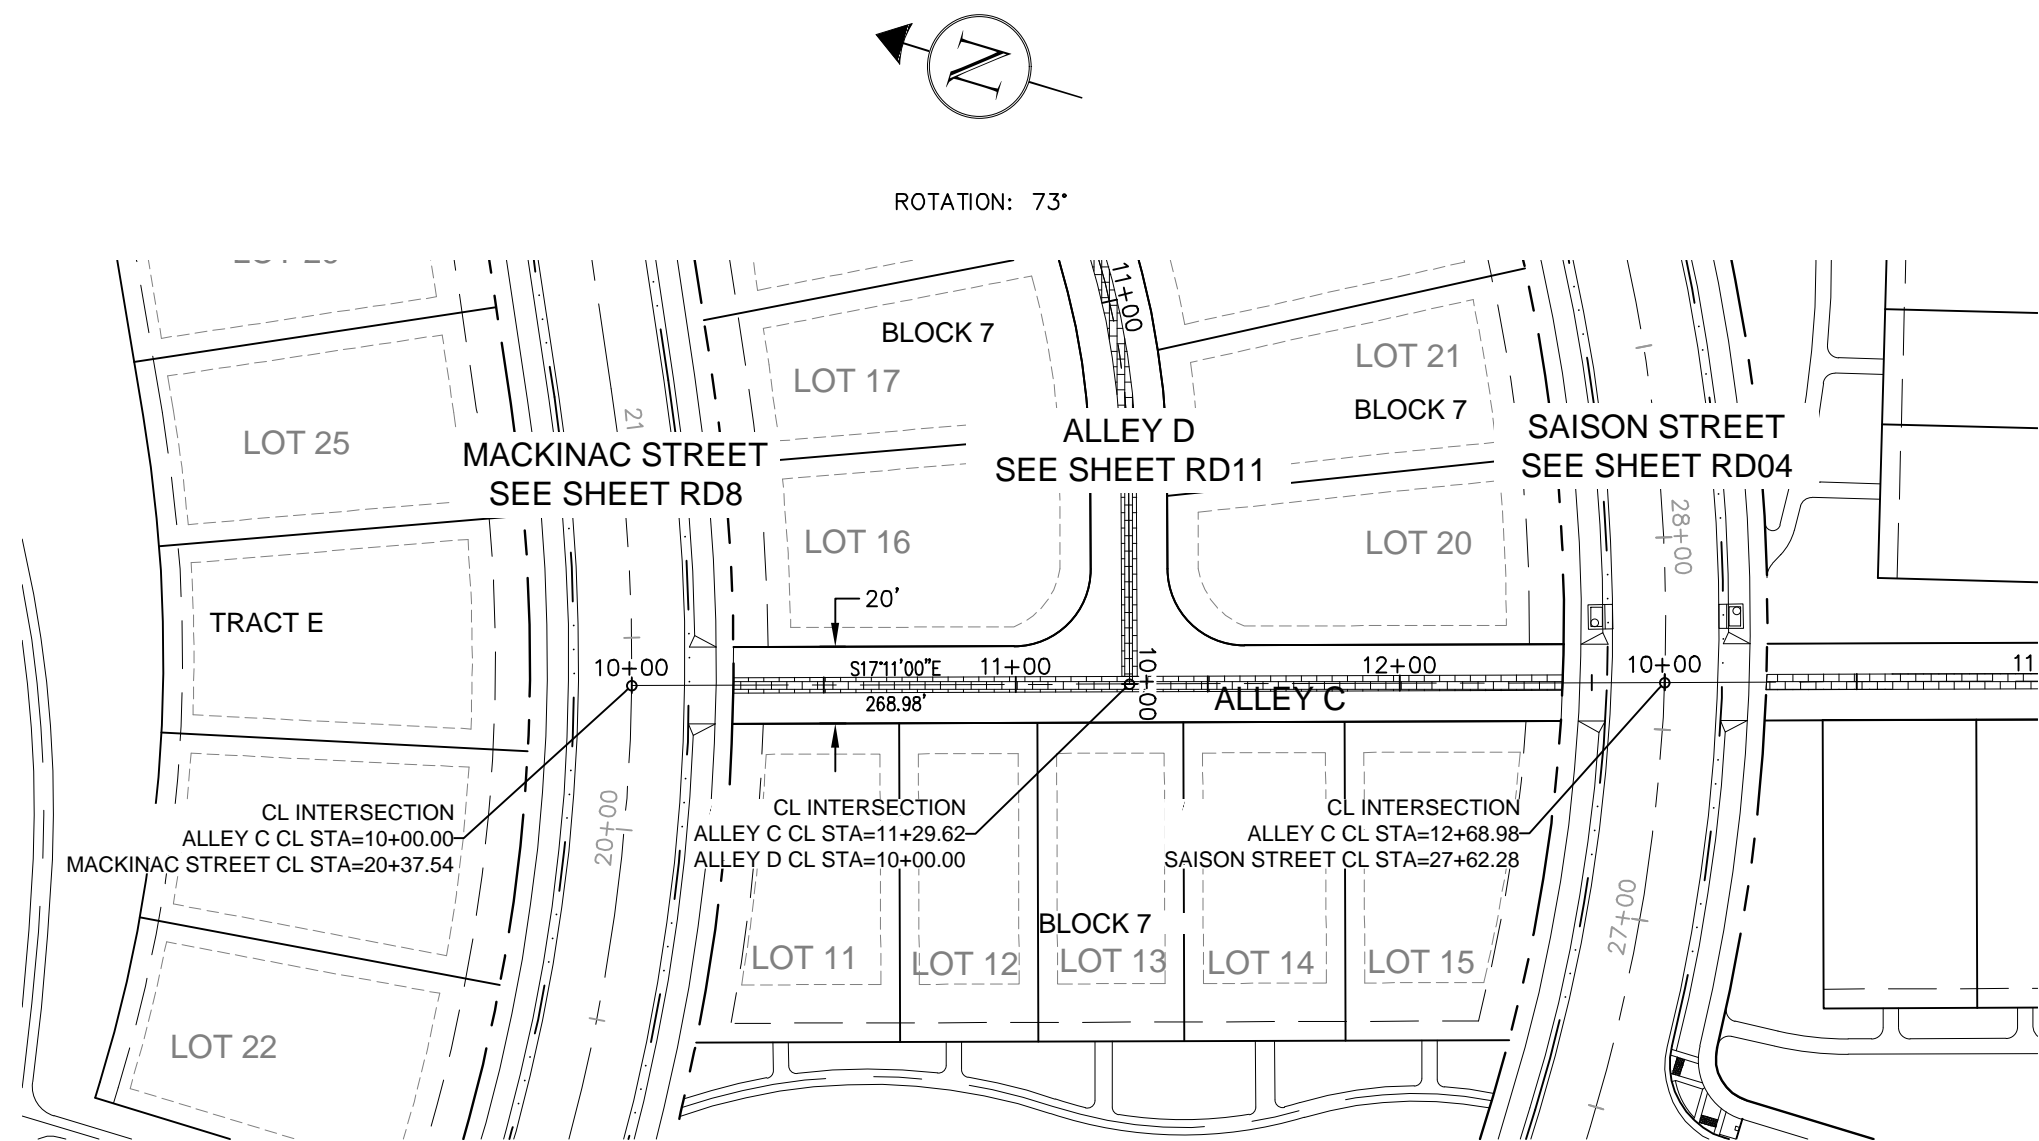 N
ROTATION: 73°
BLOCK 7
11+00
LOT 17
LOT 21
BLOCK 7
LOT 25
21
MACKINAC STREET
SEE SHEET RD8
ALLEY D
SEE SHEET RD11
SAISON STREET
SEE SHEET RD04
28+00
LOT 16
LOT 20
20'
TRACT E
10+00
S17°11'00"E
11+00
10+00
12+00
10+00
11
268.98'
ALLEY C
CL INTERSECTION
ALLEY C CL STA=10+00.00
MACKINAC STREET CL STA=20+37.54
20+00
CL INTERSECTION
ALLEY C CL STA=11+29.62
ALLEY D CL STA=10+00.00
CL INTERSECTION
ALLEY C CL STA=12+68.98
SAISON STREET CL STA=27+62.28
27+00
BLOCK 7
LOT 11
LOT 12
LOT 13
LOT 14
LOT 15
LOT 22